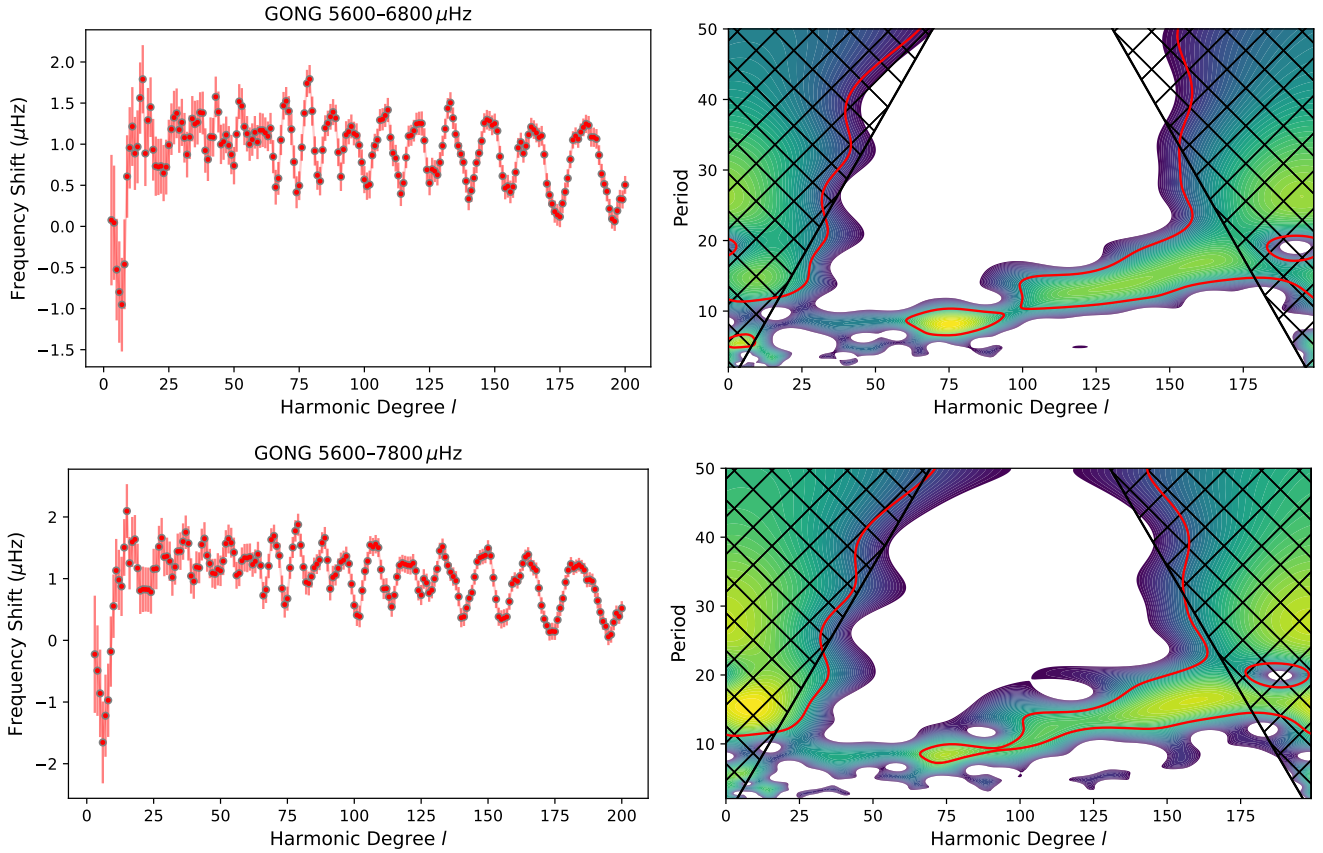 GONG 5600–6800 μHz
Frequency Shift (μHz)
2.0
1.5
1.0
0.5
0.0
−0.5
−1.0
−1.5
0 25 50 75 100 125 150 175 200
Harmonic Degree l
Period
50
40
30
20
10
0 25 50 75 100 125 150 175
Harmonic Degree l
GONG 5600–7800 μHz
Frequency Shift (μHz)
2
1
0
−1
−2
0 25 50 75 100 125 150 175 200
Harmonic Degree l
Period
50
40
30
20
10
0 25 50 75 100 125 150 175
Harmonic Degree l